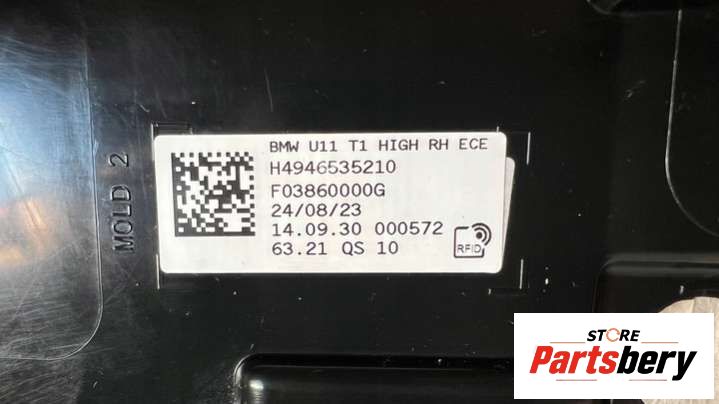 MOLD 2
BMW U11 T1 HIGH RH ECE
H4946535210
F03860000G
24/08/23
14.09.30 000572
63.21 QS 10
RFID
STORE
Partsbery